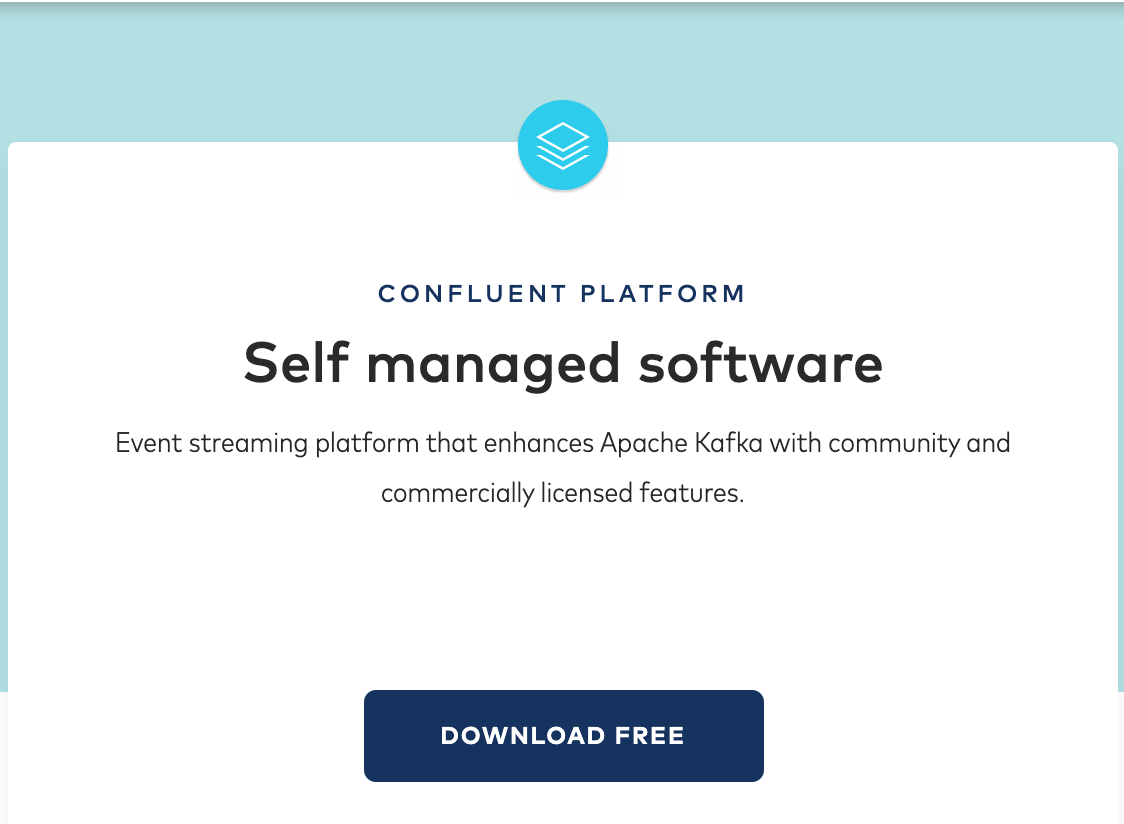 CONFLUENT PLATFORM
Self managed software
Event streaming platform that enhances Apache Kafka with community and
commercially licensed features.
DOWNLOAD FREE